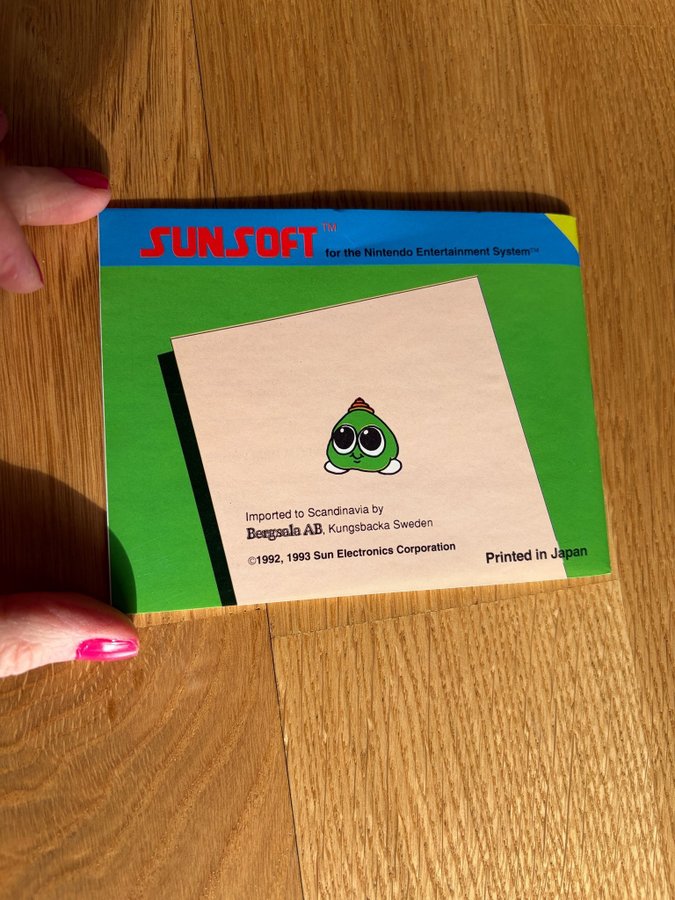 SUNSOFT™ for the Nintendo Entertainment System™
Imported to Scandinavia by
Bergsala AB, Kungsbacka Sweden
©1992, 1993 Sun Electronics Corporation
Printed in Japan